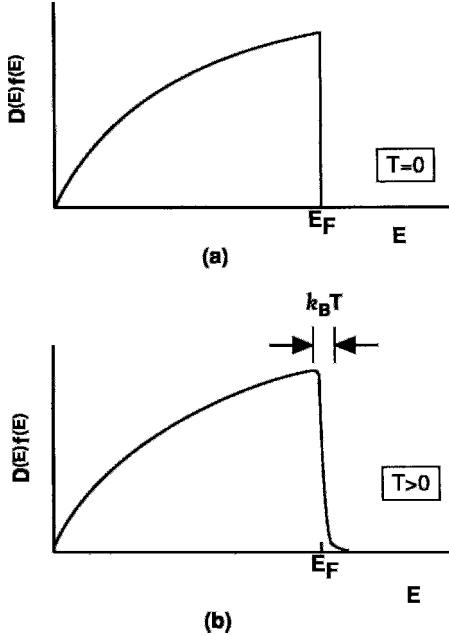 D(E)f(E)
T=0
E_F
E
(a)
k_BT
D(E)f(E)
T>0
E_F
E
(b)